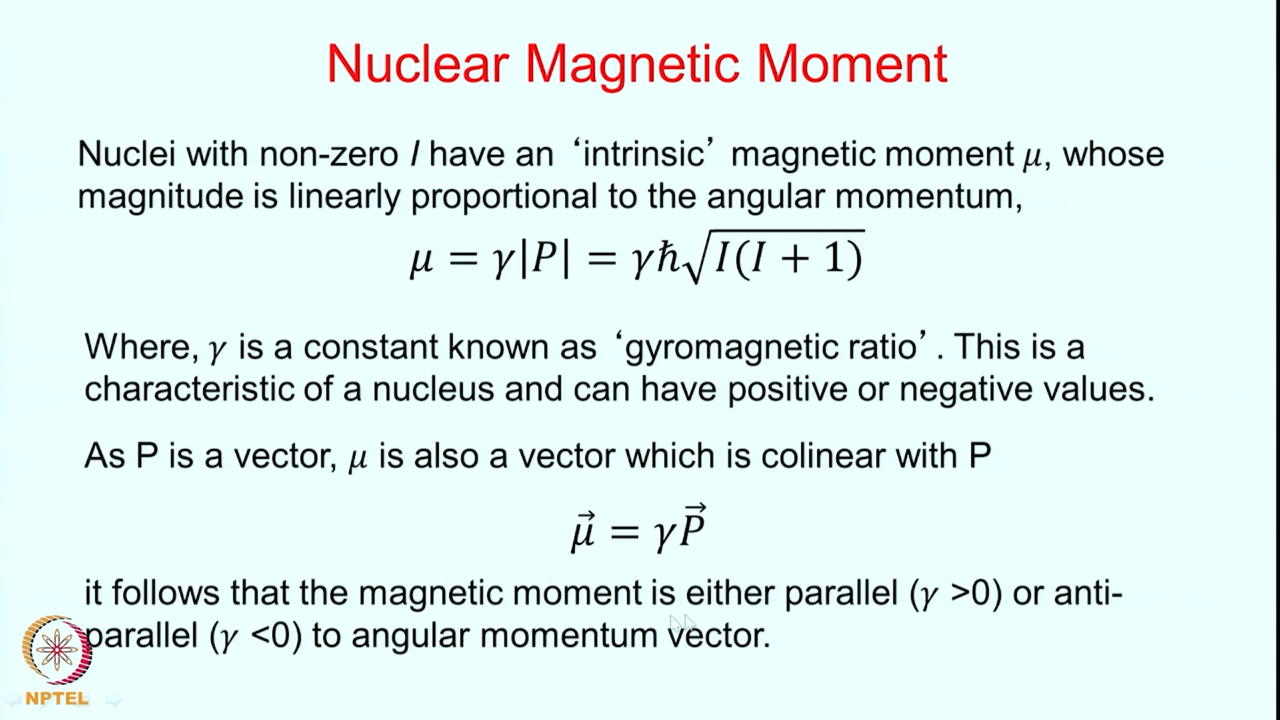 Nuclear Magnetic Moment
Nuclei with non-zero I have an ‘intrinsic’ magnetic moment μ, whose
magnitude is linearly proportional to the angular momentum,
μ = γ|P| = γℏ√I(I + 1)
Where, γ is a constant known as ‘gyromagnetic ratio’. This is a
characteristic of a nucleus and can have positive or negative values.
As P is a vector, μ is also a vector which is colinear with P
μ⃗ = γP⃗
it follows that the magnetic moment is either parallel (γ >0) or anti-
parallel (γ <0) to angular momentum vector.
NPTEL